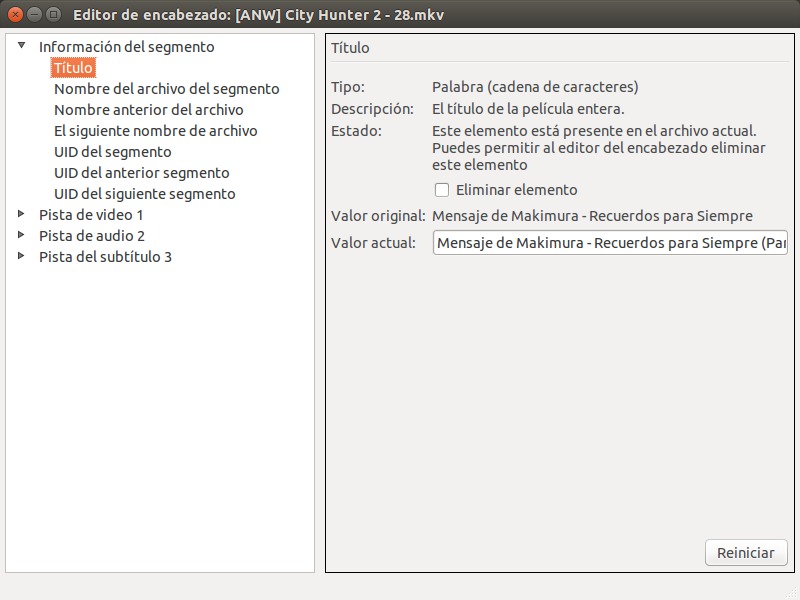 Editor de encabezado: [ANW] City Hunter 2 - 28.mkv
Información del segmento
Título
Nombre del archivo del segmento
Nombre anterior del archivo
El siguiente nombre de archivo
UID del segmento
UID del anterior segmento
UID del siguiente segmento
Pista de video 1
Pista de audio 2
Pista del subtítulo 3
Título
Tipo: Palabra (cadena de caracteres)
Descripción: El título de la película entera.
Estado: Este elemento está presente en el archivo actual.
Puedes permitir al editor del encabezado eliminar
este elemento
Eliminar elemento
Valor original: Mensaje de Makimura - Recuerdos para Siempre
Valor actual: Mensaje de Makimura - Recuerdos para Siempre (Par
Reiniciar